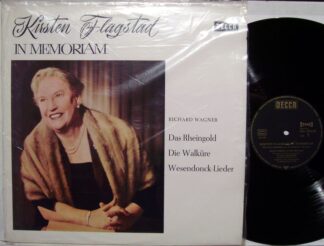 Kirsten Flagstad
DECCA
IN MEMORIAM
RICHARD WAGNER
Das Rheingold
Die Walküre
Wesendonck-Lieder
DECCA